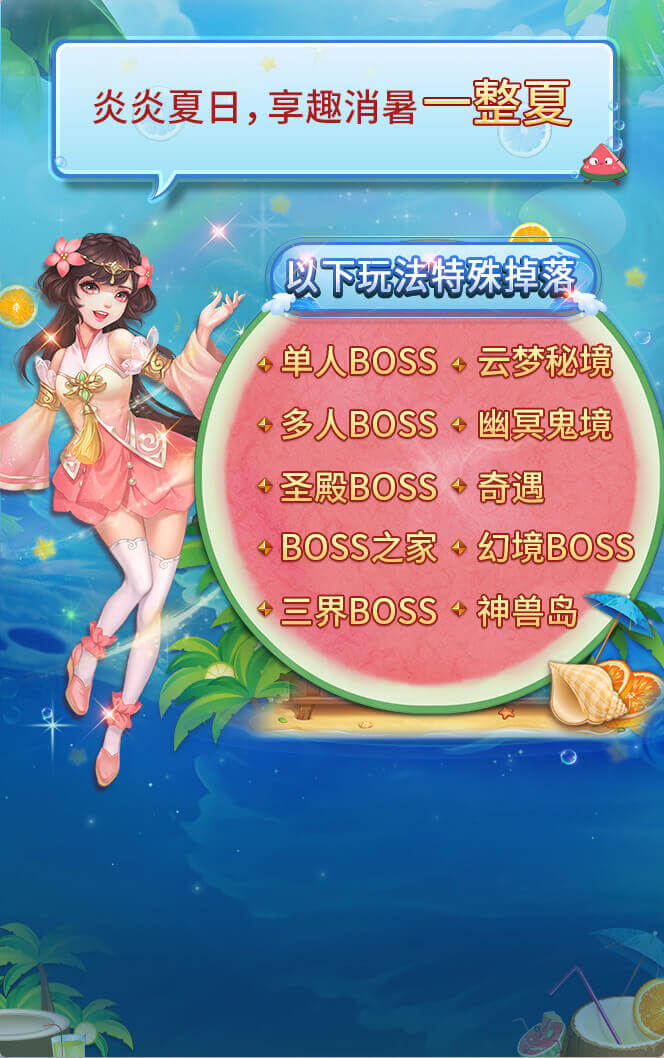 炎炎夏日，享趣消暑一整夏
以下玩法特殊掉落
单人BOSS 云梦秘境
多人BOSS 幽冥鬼境
圣殿BOSS 奇遇
BOSS之家 幻境BOSS
三界BOSS 神兽岛